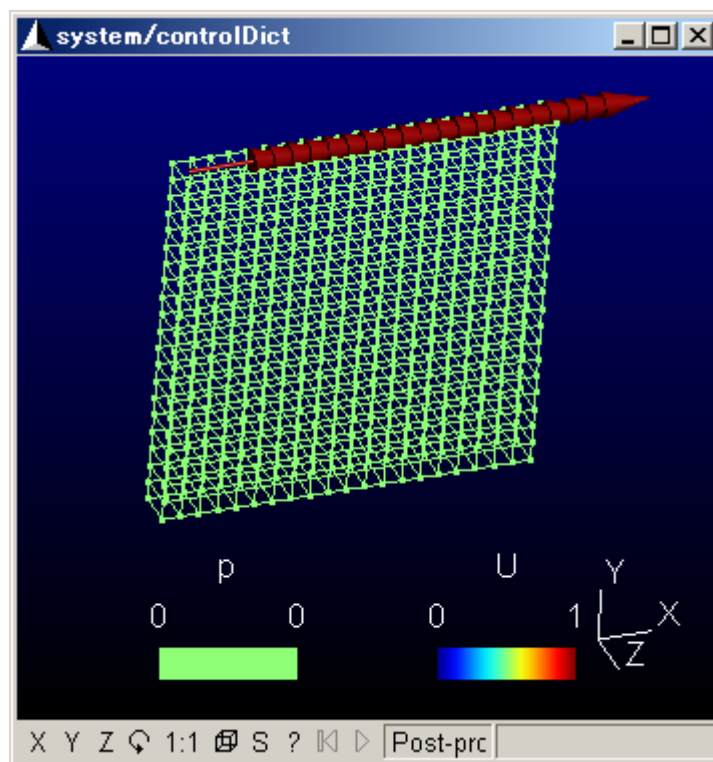 system/controlDict
p U
0 0 0 1
Y
X
Z
X Y Z 1:1 S ? Post-prc